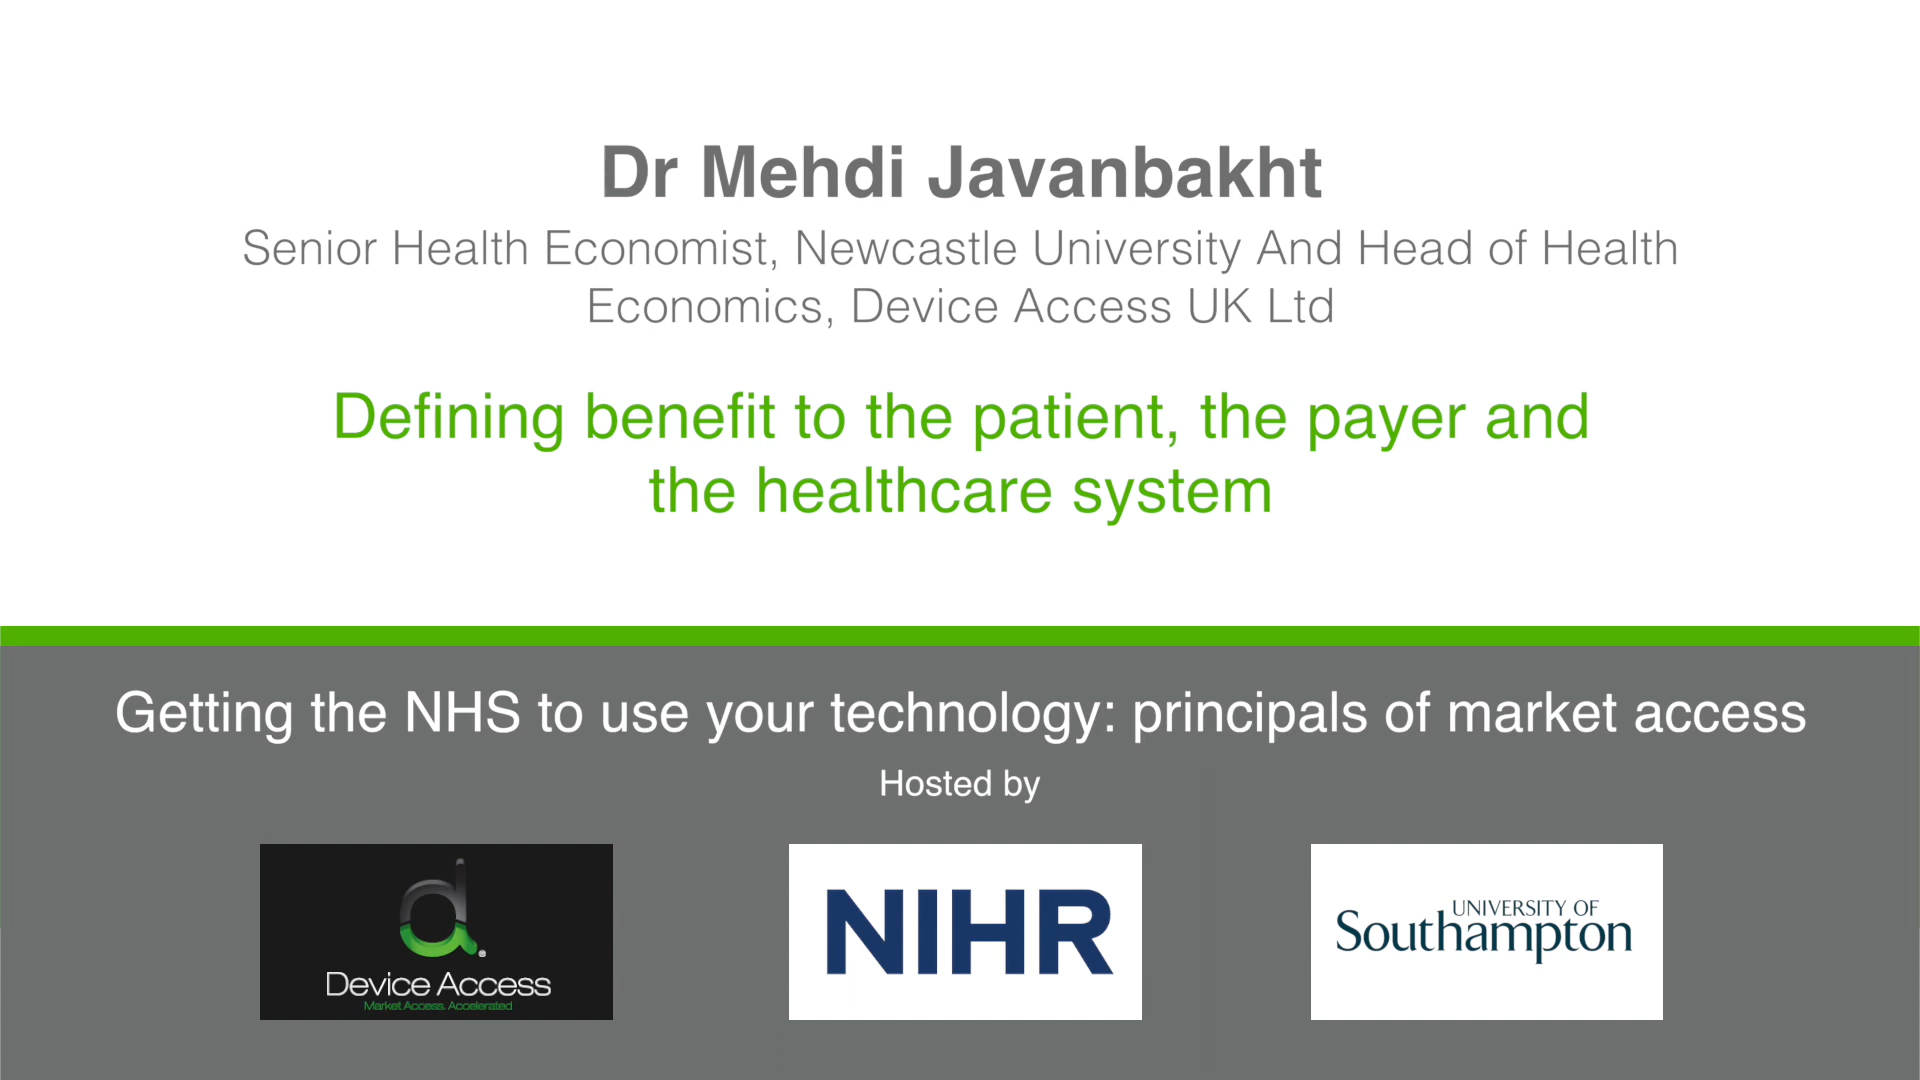 Dr Mehdi Javanbakht
Senior Health Economist, Newcastle University And Head of Health
Economics, Device Access UK Ltd
Defining benefit to the patient, the payer and
the healthcare system
Getting the NHS to use your technology: principals of market access
Hosted by
d®
Device Access
Market Access. Accelerated
NIHR
UNIVERSITY OF
Southampton